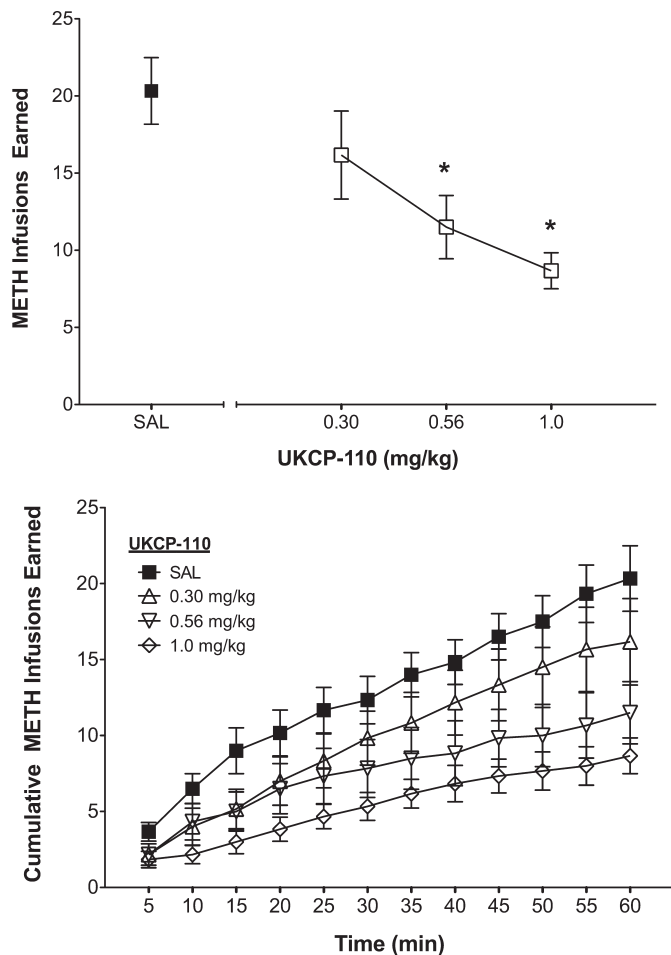 25
20
15
10
5
0
METH Infusions Earned
*
*
SAL
0.30
0.56
1.0
UKCP-110 (mg/kg)
25
20
15
10
5
0
Cumulative METH Infusions Earned
UKCP-110
SAL
0.30 mg/kg
0.56 mg/kg
1.0 mg/kg
5 10 15 20 25 30 35 40 45 50 55 60
Time (min)